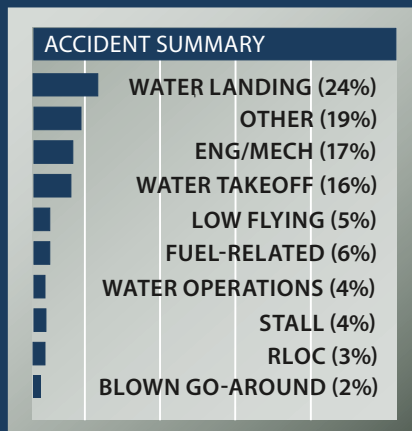 ACCIDENT SUMMARY
WATER LANDING (24%)
OTHER (19%)
ENG/MECH (17%)
WATER TAKEOFF (16%)
LOW FLYING (5%)
FUEL-RELATED (6%)
WATER OPERATIONS (4%)
STALL (4%)
RLOC (3%)
BLOWN GO-AROUND (2%)